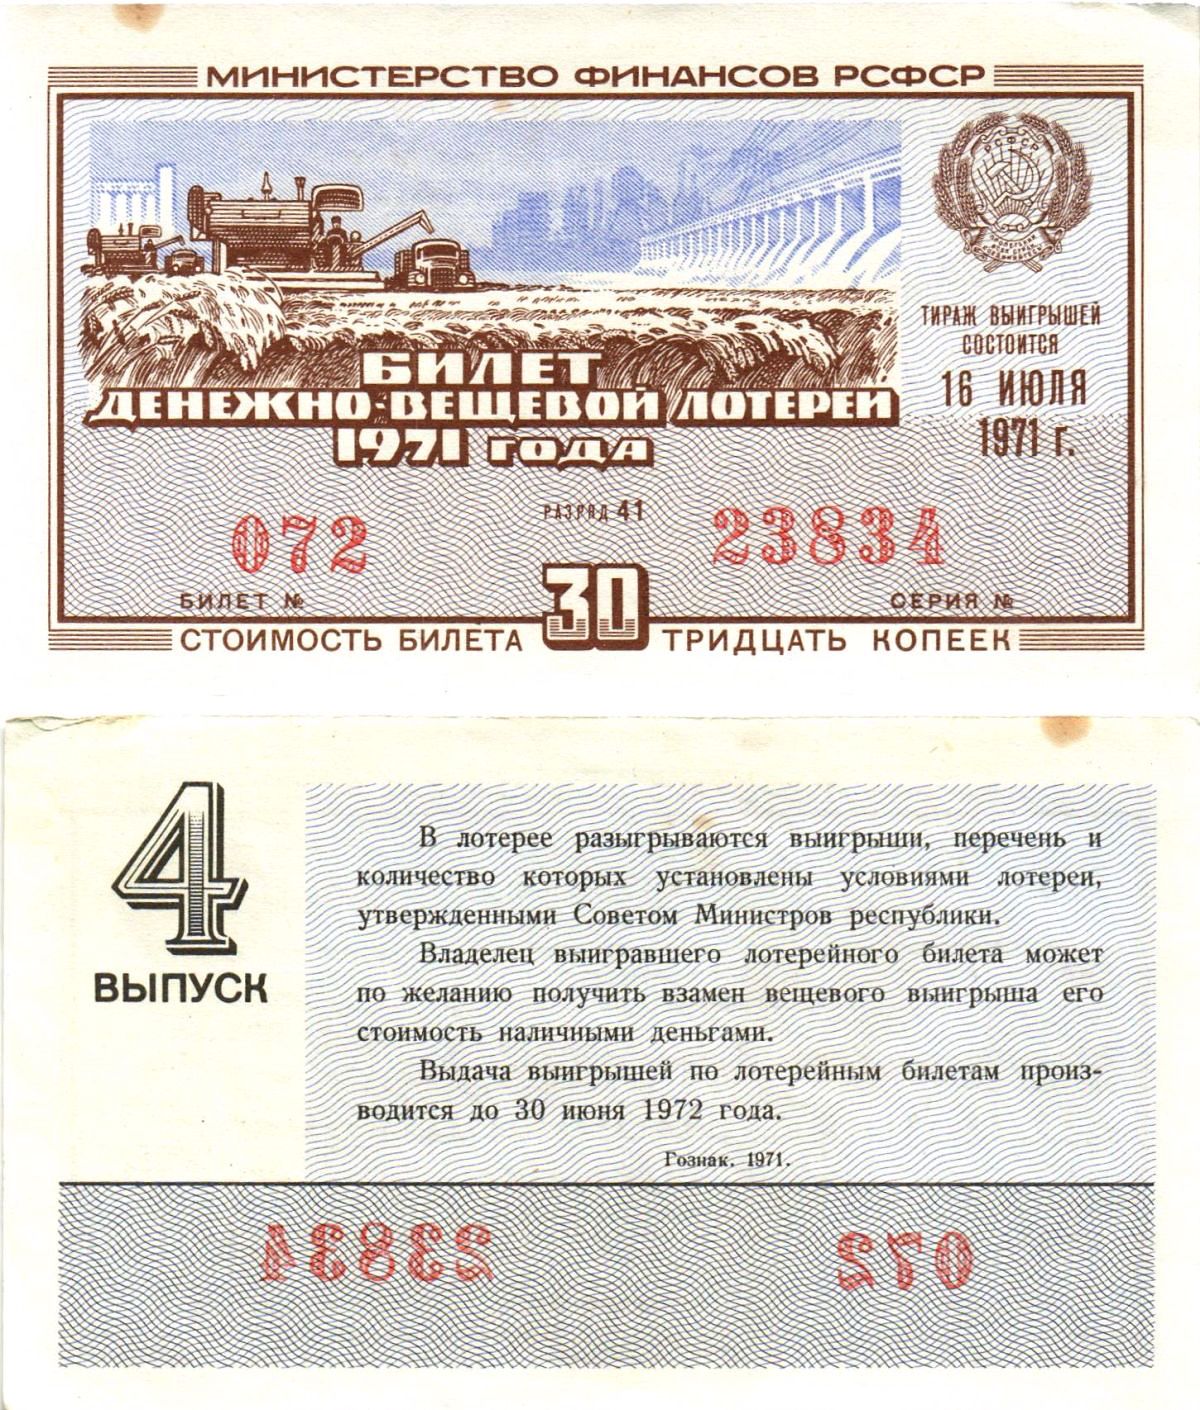 МИНИСТЕРСТВО ФИНАНСОВ РСФСР
РСФСР
ТИРАЖ ВЫИГРЫШЕЙ
СОСТОИТСЯ
16 ИЮЛЯ
1971 г.
БИЛЕТ
ДЕНЕЖНО-ВЕЩЕВОЙ ЛОТЕРЕИ
1971 ГОДА
РАЗРЯД 41
072
23834
БИЛЕТ №
СЕРИЯ №
СТОИМОСТЬ БИЛЕТА 30 ТРИДЦАТЬ КОПЕЕК
4
ВЫПУСК
В лотерее разыгрываются выигрыши, перечень и
количество которых установлены условиями лотереи,
утвержденными Советом Министров республики.
Владелец выигравшего лотерейного билета может
по желанию получить взамен вещевого выигрыша его
стоимость наличными деньгами.
Выдача выигрышей по лотерейным билетам произ-
водится до 30 июня 1972 года.
Гознак. 1971.
23834
072